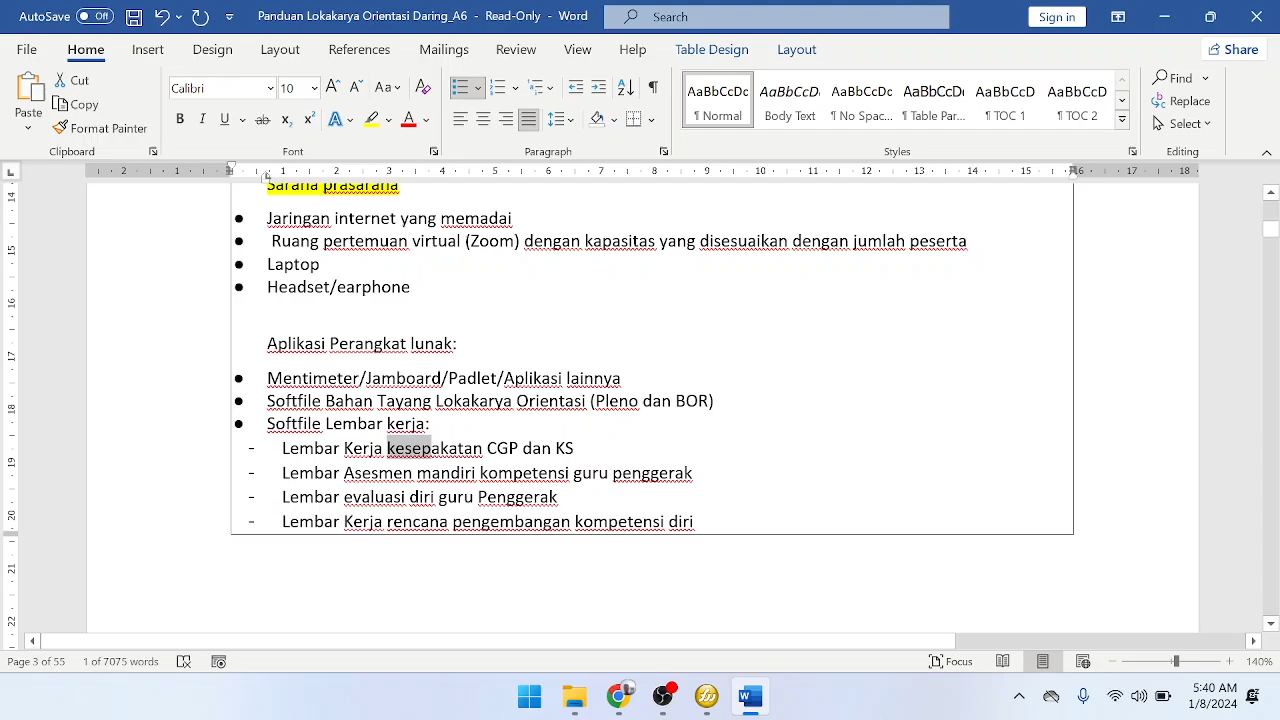 AutoSave Off Panduan Lokakarya Orientasi Daring_A6 - Read-Only - Word Search Sign in
File Home Insert Design Layout References Mailings Review View Help Table Design Layout Share
Paste Cut Copy Format Painter Clipboard
Calibri 10 Font
Paragraph
AaBbCcDc AaBbCcDı AaBbCcDc AaBbCcDı AaBbCcD AaBbCcD
¶ Normal Body Text ¶ No Spac... ¶ Table Par... ¶ TOC 1 ¶ TOC 2
Styles
Find Replace Select Editing
Sarana prasarana
● Jaringan internet yang memadai
● Ruang pertemuan virtual (Zoom) dengan kapasitas yang disesuaikan dengan jumlah peserta
● Laptop
● Headset/earphone
Aplikasi Perangkat lunak:
● Mentimeter/Jamboard/Padlet/Aplikasi lainnya
● Softfile Bahan Tayang Lokakarya Orientasi (Pleno dan BOR)
● Softfile Lembar kerja:
- Lembar Kerja kesepakatan CGP dan KS
- Lembar Asesmen mandiri kompetensi guru penggerak
- Lembar evaluasi diri guru Penggerak
- Lembar Kerja rencana pengembangan kompetensi diri
Page 3 of 55 1 of 7075 words Focus 140%
5:40 AM
1/8/2024